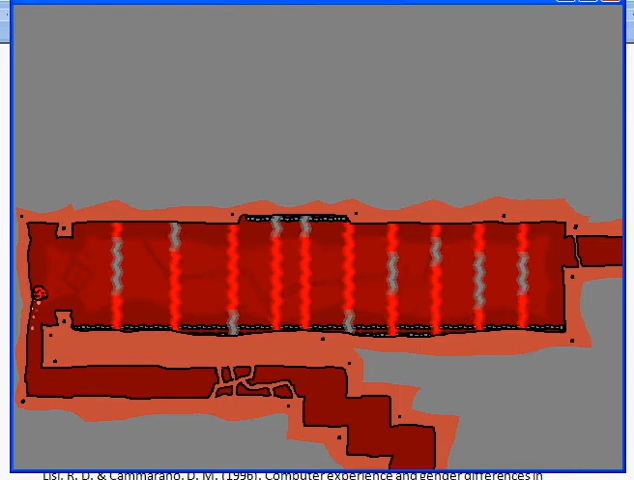 Lisi, R. D. & Cammarano, D. M. (1996). Computer experience and gender differences in